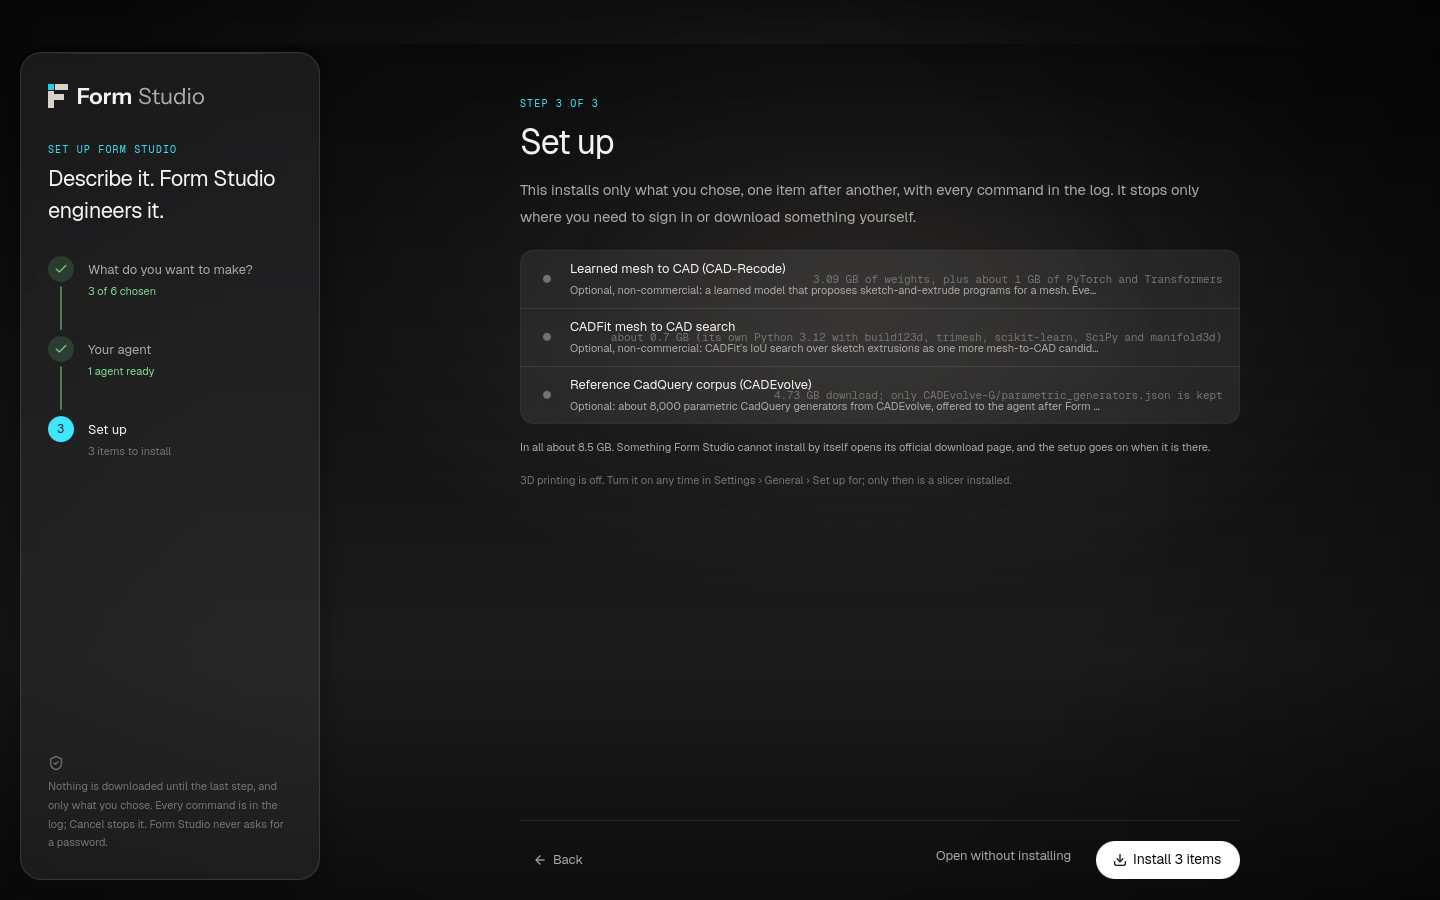 Form Studio
SET UP FORM STUDIO
Describe it. Form Studio
engineers it.
What do you want to make?
3 of 6 chosen
Your agent
1 agent ready
3
Set up
3 items to install
Nothing is downloaded until the last step, and
only what you chose. Every command is in the
log; Cancel stops it. Form Studio never asks for
a password.
STEP 3 OF 3
Set up
This installs only what you chose, one item after another, with every command in the log. It stops only
where you need to sign in or download something yourself.
Learned mesh to CAD (CAD-Recode)
3.09 GB of weights, plus about 1 GB of PyTorch and Transformers
Optional, non-commercial: a learned model that proposes sketch-and-extrude programs for a mesh. Eve...
CADFit mesh to CAD search
about 0.7 GB (its own Python 3.12 with build123d, trimesh, scikit-learn, SciPy and manifold3d)
Optional, non-commercial: CADFit's IoU search over sketch extrusions as one more mesh-to-CAD candid...
Reference CadQuery corpus (CADEvolve)
4.73 GB download; only CADEvolve-G/parametric_generators.json is kept
Optional: about 8,000 parametric CadQuery generators from CADEvolve, offered to the agent after Form ...
In all about 8.5 GB. Something Form Studio cannot install by itself opens its official download page, and the setup goes on when it is there.
3D printing is off. Turn it on any time in Settings › General › Set up for; only then is a slicer installed.
Back
Open without installing
Install 3 items